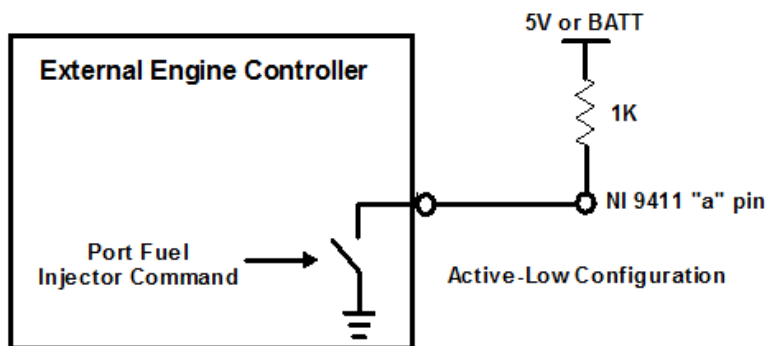 5V or BATT
External Engine Controller
1K
NI 9411 "a" pin
Port Fuel
Injector Command
Active-Low Configuration